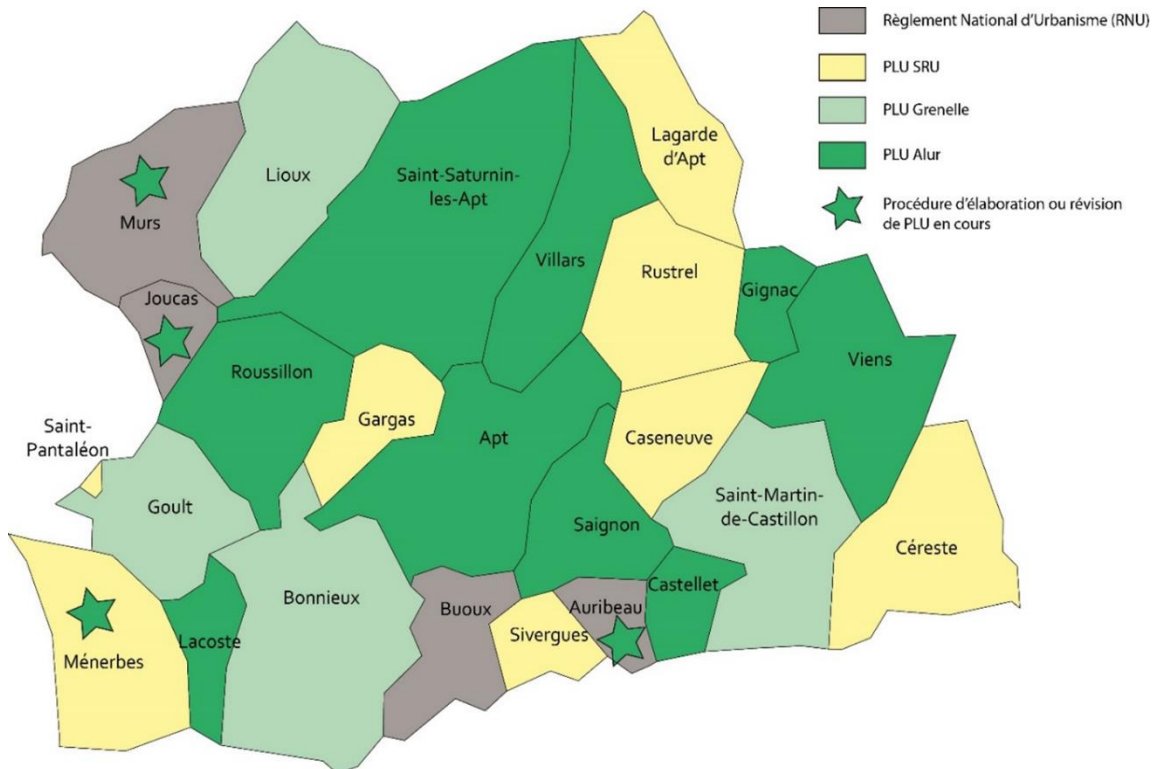 Règlement National d'Urbanisme (RNU)
PLU SRU
PLU Grenelle
PLU Alur
Procédure d'élaboration ou révision
de PLU en cours
Lagarde
d'Apt
Lioux
Saint-Saturnin-
les-Apt
Murs
Villars
Rustrel
Gignac
Joucas
Viens
Roussillon
Gargas
Saint-
Pantaléon
Apt
Caseneuve
Goult
Saint-Martin-
de-Castillon
Saignon
Céreste
Castellet
Bonnieux
Buoux
Auribeau
Sivergues
Lacoste
Ménerbes